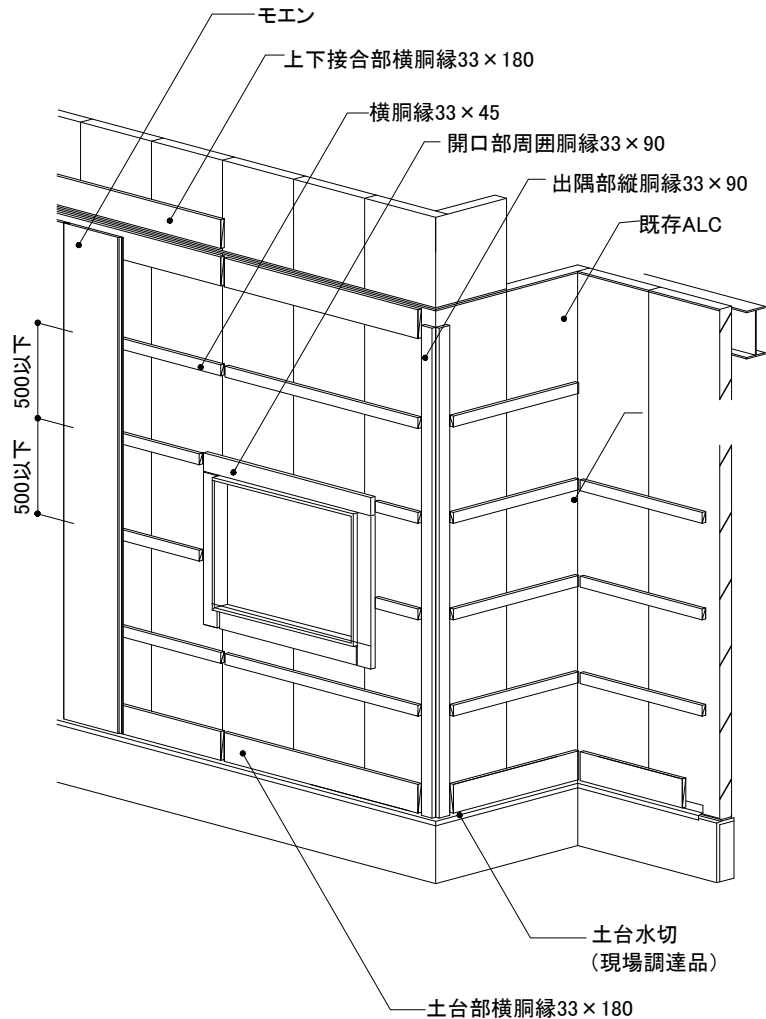 モエン
上下接合部横胴縁33×180
横胴縁33×45
開口部周囲胴縁33×90
出隅部縦胴縁33×90
既存ALC
500以下
500以下
土台水切
（現場調達品）
土台部横胴縁33×180